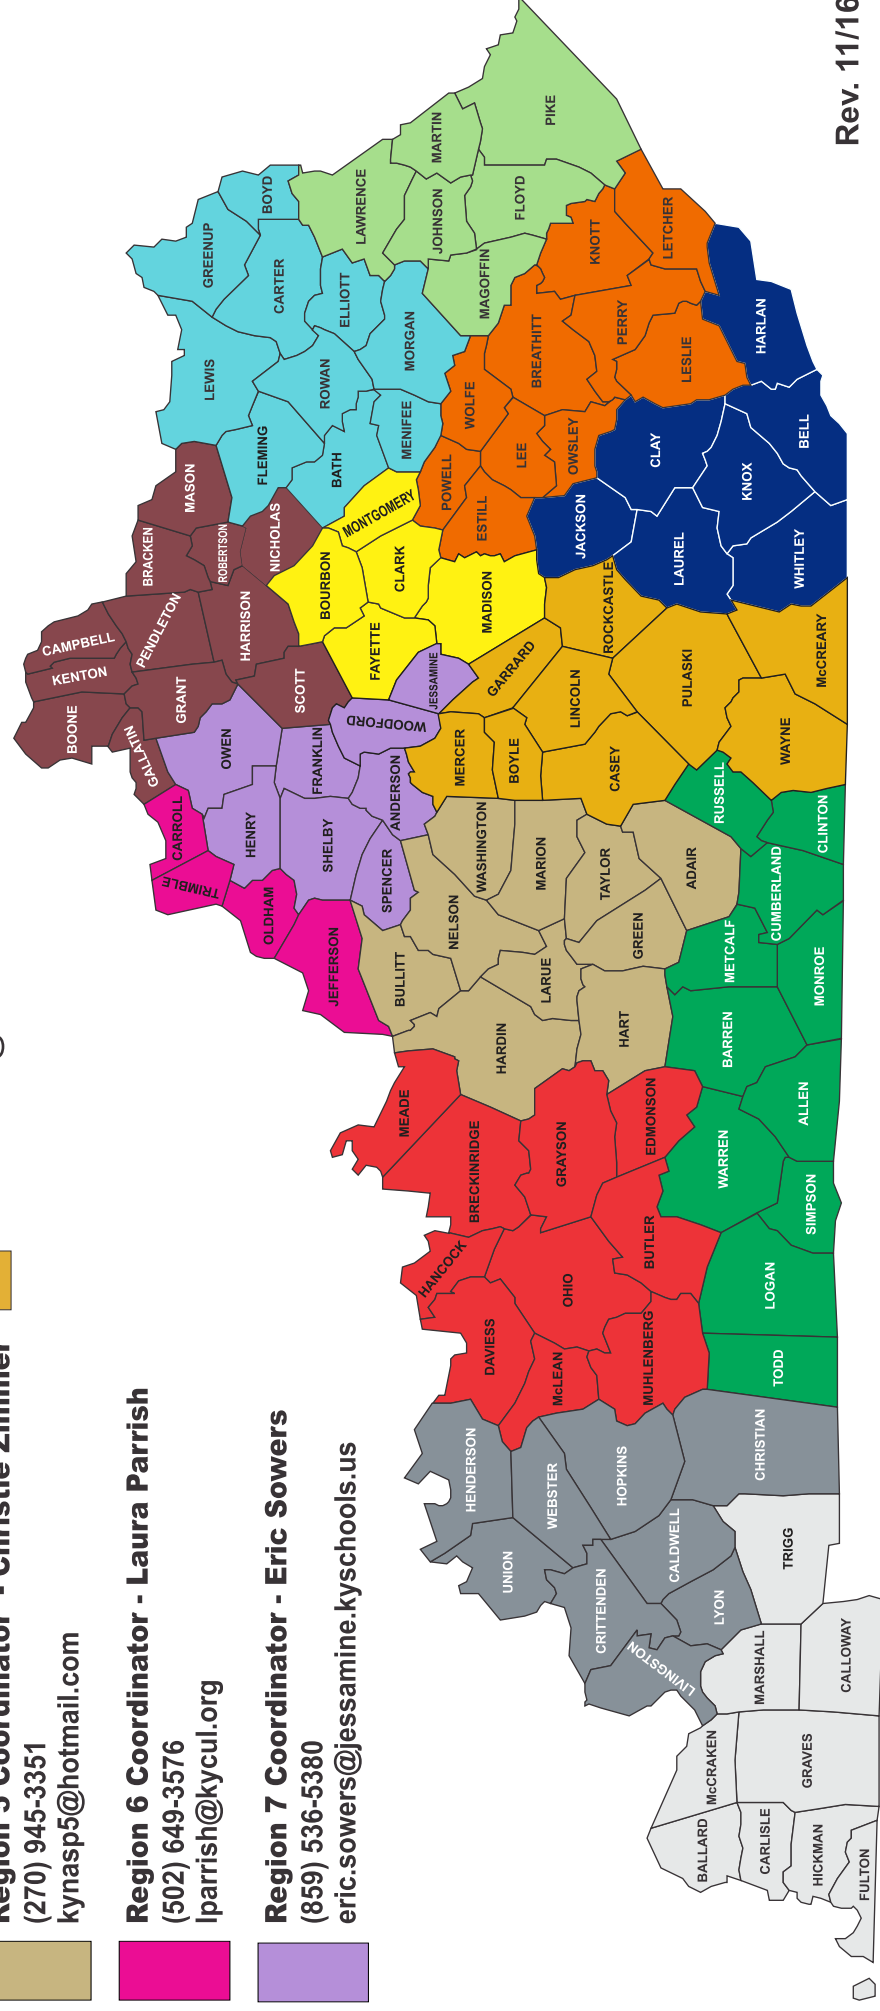 Region 5 Coordinator - Christie Zimmer
(270) 945-3351
kynasp5@hotmail.com
Region 6 Coordinator - Laura Parrish
(502) 649-3576
lparrish@kycul.org
Region 7 Coordinator - Eric Sowers
(859) 536-5380
eric.sowers@jessamine.kyschools.us
BOONE
KENTON
CAMPBELL
GALLATIN
GRANT
PENDLETON
BRACKEN
MASON
ROBERTSON
HARRISON
NICHOLAS
SCOTT
CARROLL
TRIMBLE
OLDHAM
JEFFERSON
OWEN
HENRY
FRANKLIN
SHELBY
WOODFORD
ANDERSON
SPENCER
JESSAMINE
LEWIS
GREENUP
BOYD
CARTER
FLEMING
ROWAN
ELLIOTT
BATH
MENIFEE
MORGAN
BOURBON
MONTGOMERY
FAYETTE
CLARK
MADISON
LAWRENCE
MARTIN
JOHNSON
MAGOFFIN
FLOYD
PIKE
POWELL
WOLFE
ESTILL
LEE
BREATHITT
OWSLEY
KNOTT
PERRY
LESLIE
LETCHER
JACKSON
CLAY
LAUREL
KNOX
HARLAN
BELL
WHITLEY
MERCER
GARRARD
BOYLE
LINCOLN
ROCKCASTLE
CASEY
PULASKI
WAYNE
McCREARY
BULLITT
NELSON
WASHINGTON
MARION
LARUE
HARDIN
TAYLOR
GREEN
HART
ADAIR
MEADE
BRECKINRIDGE
HANCOCK
GRAYSON
EDMONSON
OHIO
BUTLER
DAVIESS
McLEAN
MUHLENBERG
RUSSELL
CLINTON
CUMBERLAND
METCALF
MONROE
BARREN
ALLEN
WARREN
SIMPSON
LOGAN
TODD
HENDERSON
UNION
WEBSTER
HOPKINS
CHRISTIAN
CALDWELL
CRITTENDEN
LYON
LIVINGSTON
TRIGG
MARSHALL
CALLOWAY
McCRAKEN
GRAVES
BALLARD
CARLISLE
HICKMAN
FULTON
Rev. 11/16